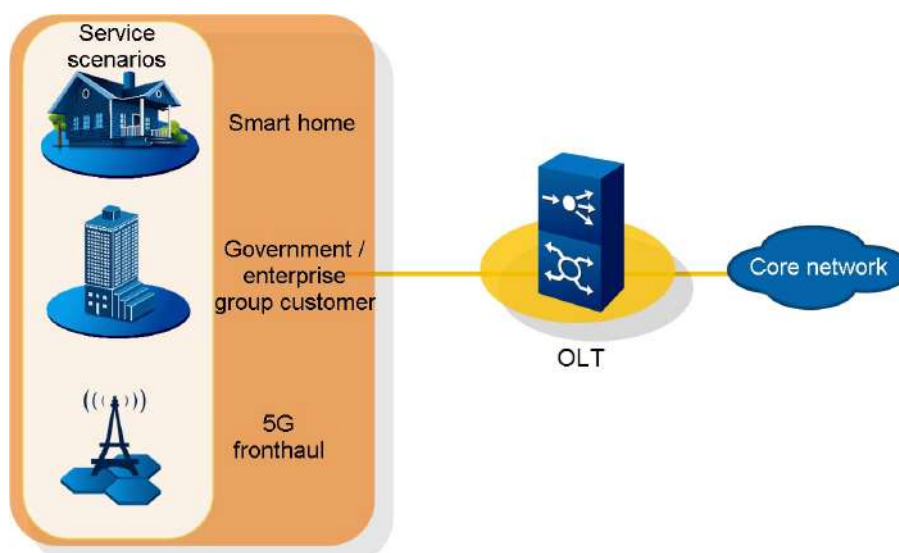 Service
scenarios
Smart home
Government /
enterprise
group customer
5G
fronthaul
OLT
Core network